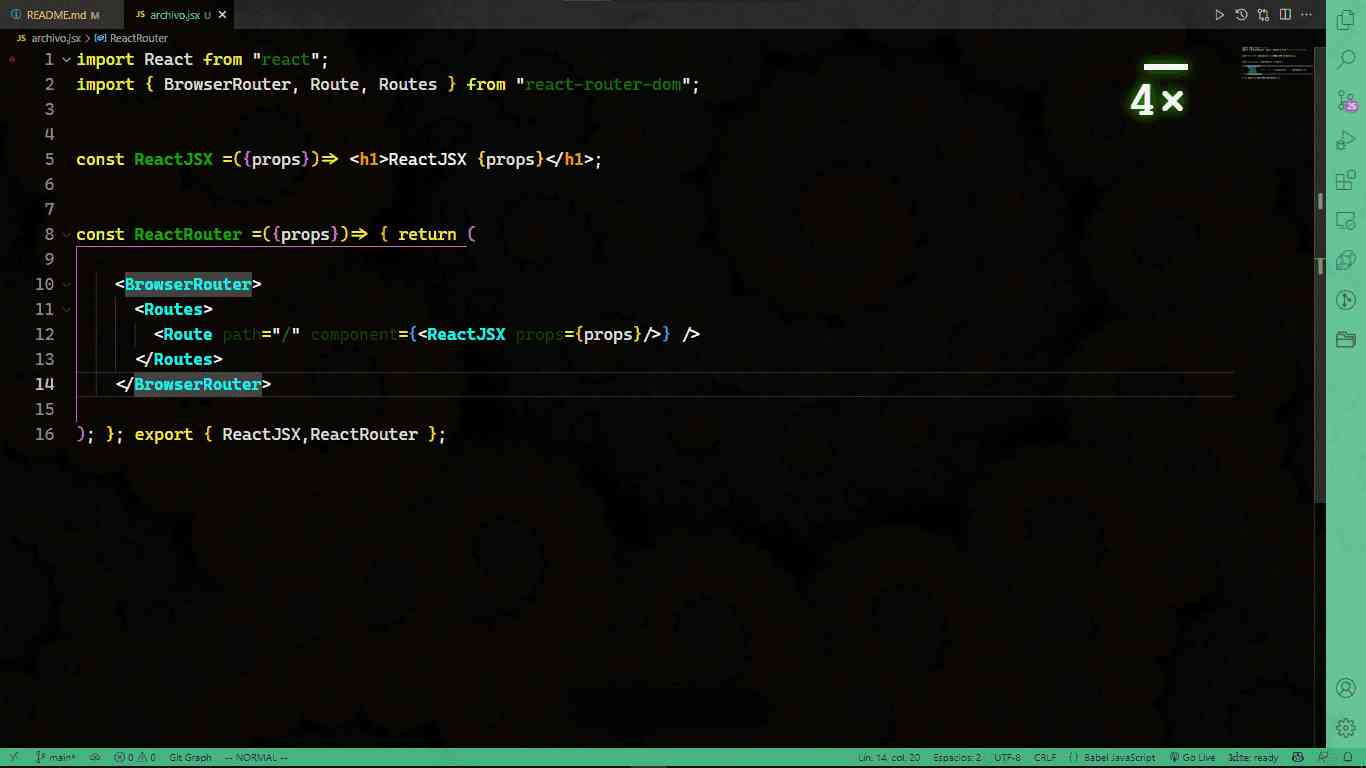 README.md M
JS archivo.jsx U ✕
JS archivo.jsx > ReactRouter
1 import React from "react";
2 import { BrowserRouter, Route, Routes } from "react-router-dom";
3
4
5 const ReactJSX =({props})=> <h1>ReactJSX {props}</h1>;
6
7
8 const ReactRouter =({props})=> { return (
9
10 <BrowserRouter>
11 <Routes>
12 <Route path="/" component={<ReactJSX props={props}/>} />
13 </Routes>
14 </BrowserRouter>
15
16 ); }; export { ReactJSX,ReactRouter };
4×
25
main* 0 0 Git Graph -- NORMAL -- Lín. 14, col. 20 Espacios: 2 UTF-8 CRLF { } Babel JavaScript Go Live : ready